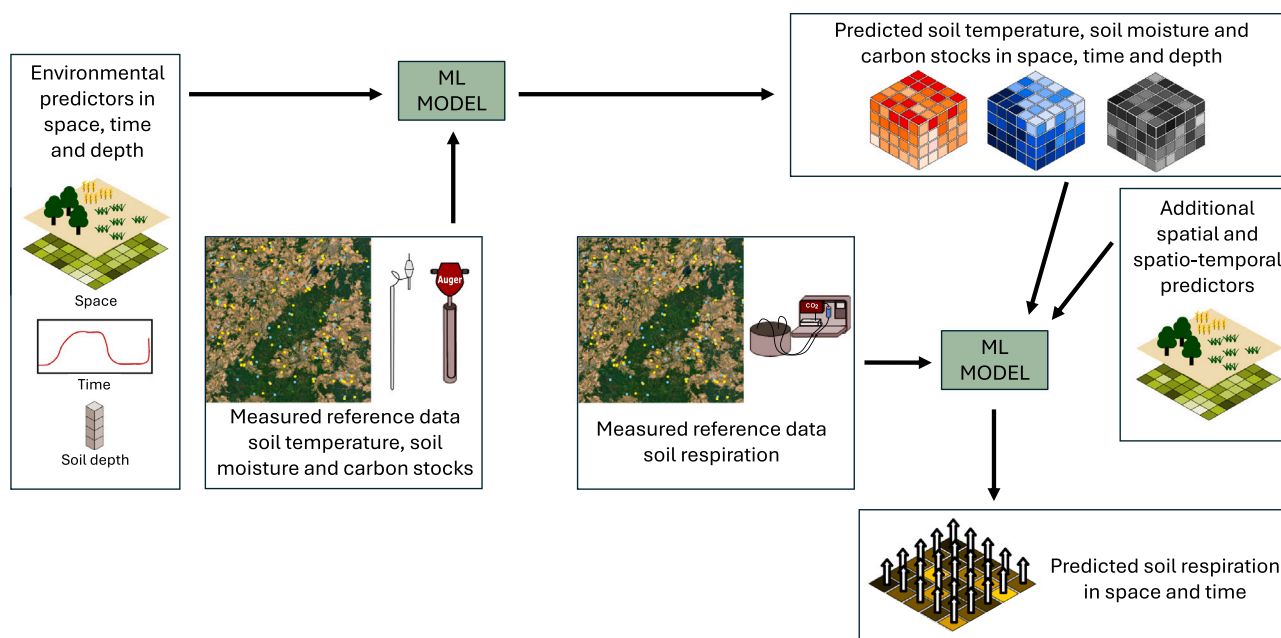 Environmental
predictors in
space, time
and depth
Space
Time
Soil depth
ML
MODEL
Auger
Measured reference data
soil temperature, soil
moisture and carbon stocks
Predicted soil temperature, soil moisture and
carbon stocks in space, time and depth
CO2
Measured reference data
soil respiration
Additional
spatial and
spatio-temporal
predictors
ML
MODEL
Predicted soil respiration
in space and time